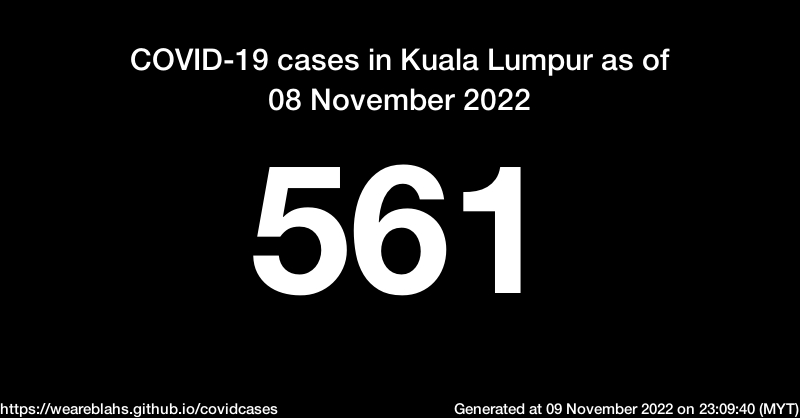 COVID-19 cases in Kuala Lumpur as of
08 November 2022
561
https://weareblahs.github.io/covidcases
Generated at 09 November 2022 on 23:09:40 (MYT)